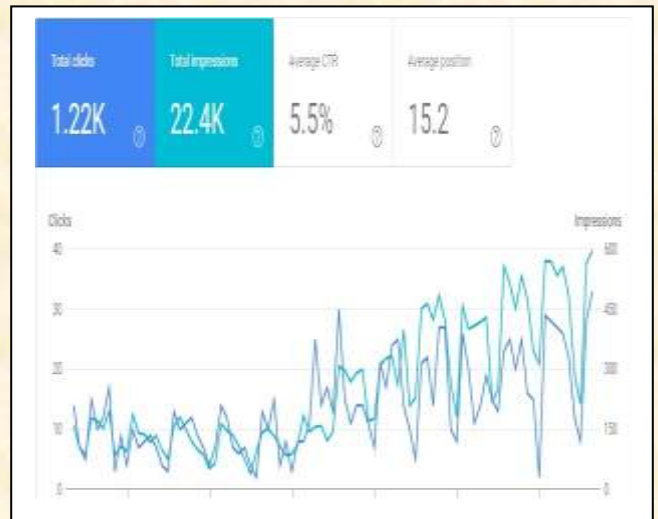 Total clicks
Total impressions
Average CTR
Average position
1.22K
22.4K
5.5%
15.2
Clicks
Impressions
40
600
30
450
20
300
10
150
0
0